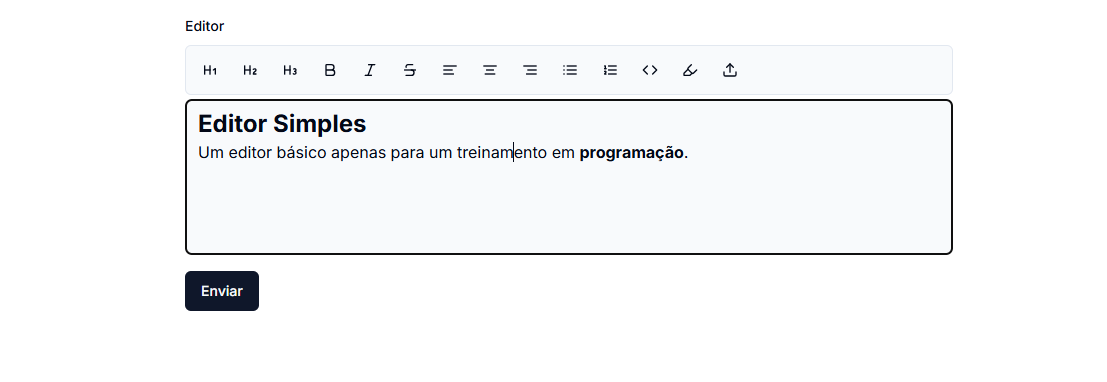 Editor
H1 H2 H3 B I S
Editor Simples
Um editor básico apenas para um treinamento em programação.
Enviar